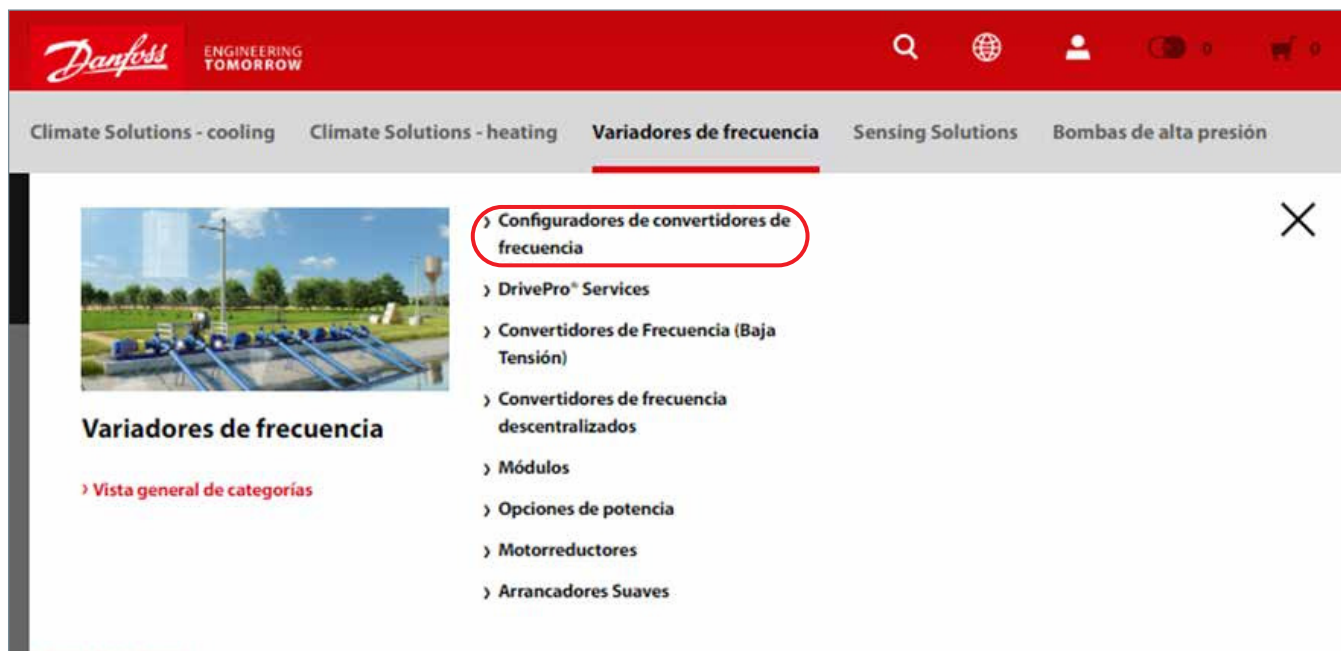 Danfoss
ENGINEERING
TOMORROW
0
0
Climate Solutions - cooling
Climate Solutions - heating
Variadores de frecuencia
Sensing Solutions
Bombas de alta presión
Variadores de frecuencia
› Vista general de categorías
› Configuradores de convertidores de
frecuencia
› DrivePro® Services
› Convertidores de Frecuencia (Baja
Tensión)
› Convertidores de frecuencia
descentralizados
› Módulos
› Opciones de potencia
› Motorreductores
› Arrancadores Suaves